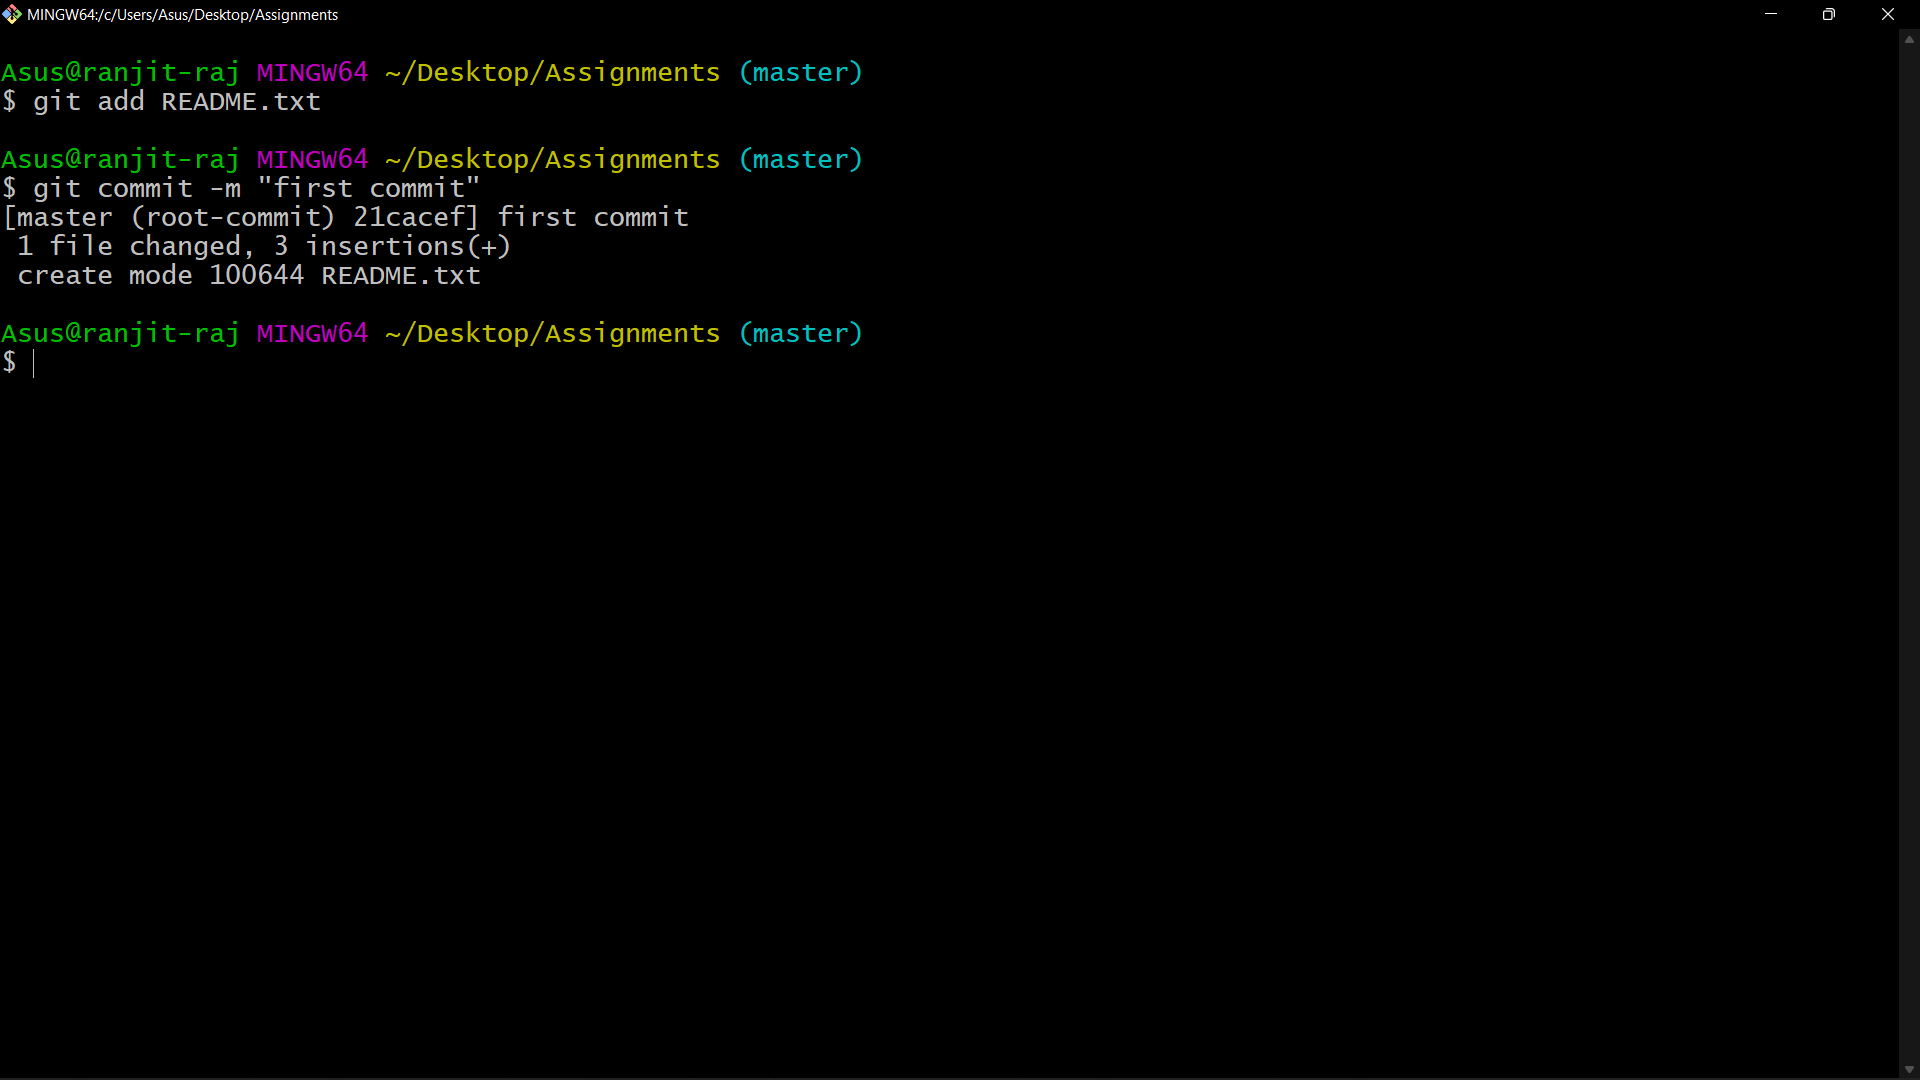 MINGW64:/c/Users/Asus/Desktop/Assignments
Asus@ranjit-raj MINGW64 ~/Desktop/Assignments (master)
$ git add README.txt
Asus@ranjit-raj MINGW64 ~/Desktop/Assignments (master)
$ git commit -m "first commit"
[master (root-commit) 21cacef] first commit
 1 file changed, 3 insertions(+)
 create mode 100644 README.txt
Asus@ranjit-raj MINGW64 ~/Desktop/Assignments (master)
$